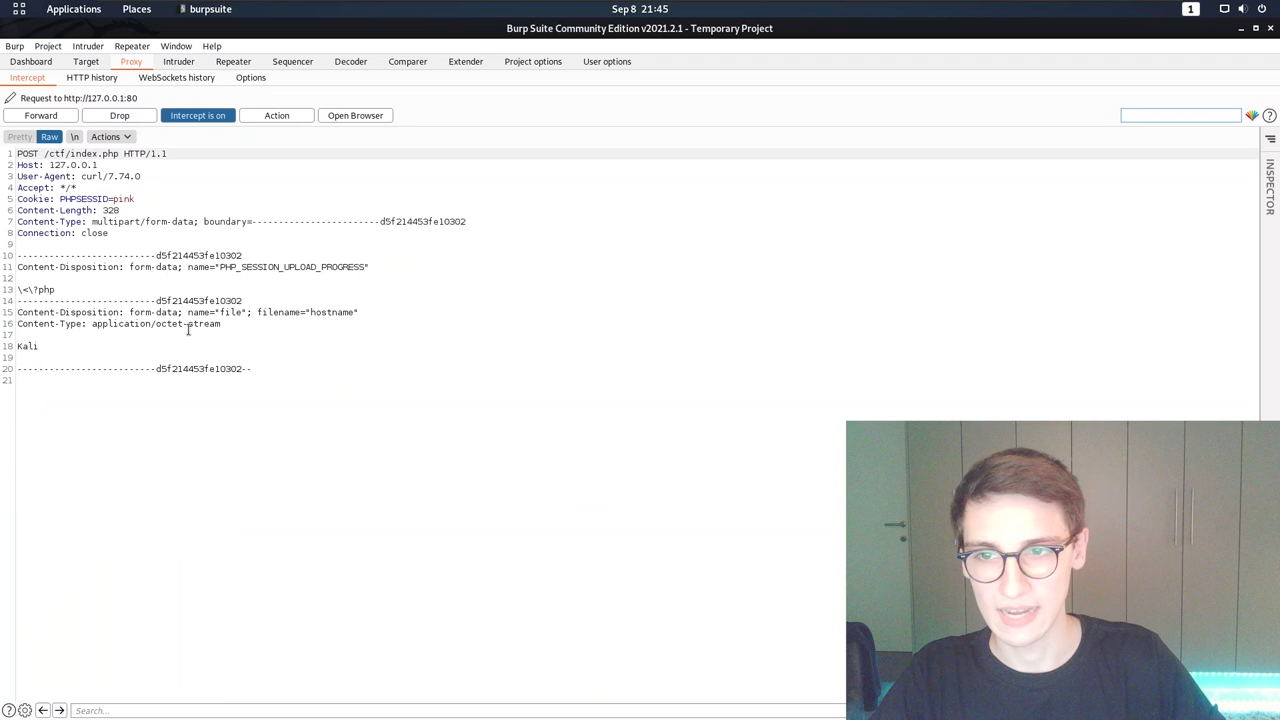 Applications Places burpsuite Sep 8 21:45 1
Burp Suite Community Edition v2021.2.1 - Temporary Project
Burp Project Intruder Repeater Window Help
Dashboard Target Proxy Intruder Repeater Sequencer Decoder Comparer Extender Project options User options
Intercept HTTP history WebSockets history Options
Request to http://127.0.0.1:80
Forward Drop Intercept is on Action Open Browser
Pretty Raw \n Actions
1 POST /ctf/index.php HTTP/1.1
2 Host: 127.0.0.1
3 User-Agent: curl/7.74.0
4 Accept: */*
5 Cookie: PHPSESSID=pink
6 Content-Length: 328
7 Content-Type: multipart/form-data; boundary=------------------------d5f214453fe10302
8 Connection: close
9
10 --------------------------d5f214453fe10302
11 Content-Disposition: form-data; name="PHP_SESSION_UPLOAD_PROGRESS"
12
13 \<\?php
14 --------------------------d5f214453fe10302
15 Content-Disposition: form-data; name="file"; filename="hostname"
16 Content-Type: application/octet-stream
17
18 Kali
19
20 --------------------------d5f214453fe10302--
21
INSPECTOR
Search...